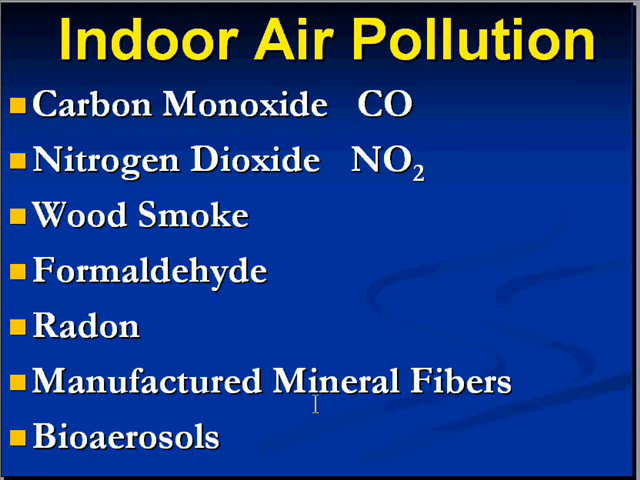 Indoor Air Pollution
Carbon Monoxide CO
Nitrogen Dioxide NO₂
Wood Smoke
Formaldehyde
Radon
Manufactured Mineral Fibers
Bioaerosols